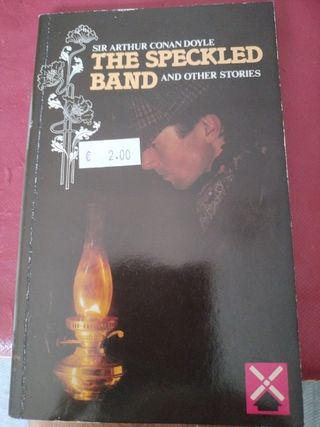 SIR ARTHUR CONAN DOYLE
THE SPECKLED
BAND AND OTHER STORIES
€ 2.00